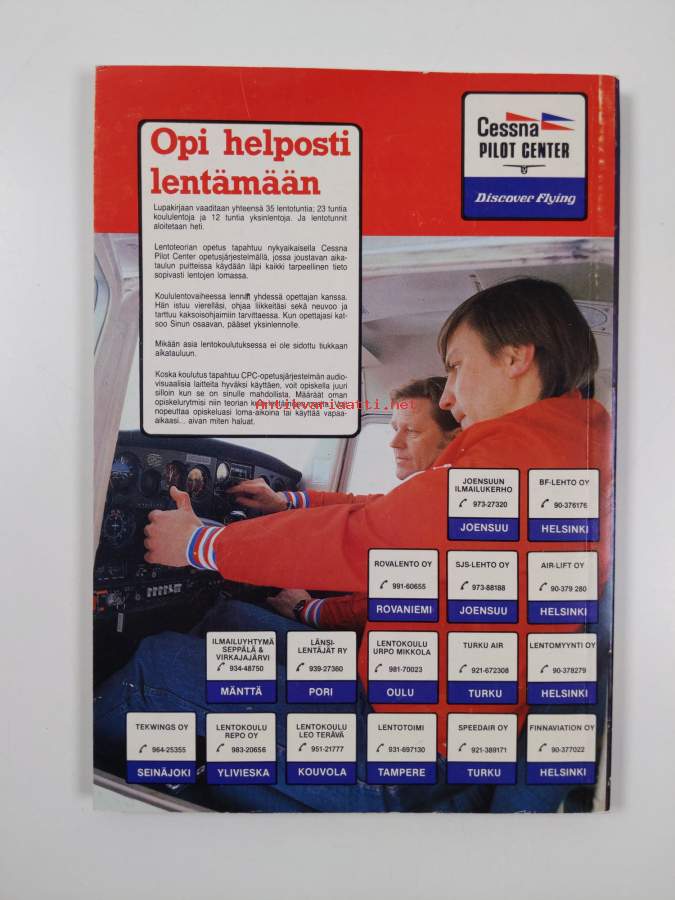 Opi helposti
lentämään
Lupakirjaan vaaditaan yhteensä 35 lentotuntia; 23 tuntia
koululentoja ja 12 tuntia yksinlentoja. Ja lentotunnit
aloitetaan heti.
Lentoteorian opetus tapahtuu nykyaikaisella Cessna
Pilot Center opetusjärjestelmällä, jossa joustavan aika-
taulun puitteissa käydään läpi kaikki tarpeellinen tieto
sopivasti lentojen lomassa.
Koululentovaiheessa lennät yhdessä opettajan kanssa.
Hän istuu vierelläsi, ohjaa liikkeitäsi sekä neuvoo ja
tarttuu kaksoisohjaimiin tarvittaessa. Kun opettajasi kat-
soo Sinun osaavan, pääset yksinlennolle.
Mikään asia lentokoulutuksessa ei ole sidottu tiukkaan
aikatauluun.
Koska koulutus tapahtuu CPC-opetusjärjestelmän audio-
visuaalisia laitteita hyväksi käyttäen, voit opiskella juuri
silloin kun se on sinulle mahdollista. Määräät oman
opiskelurytmisi niin teorian kuin lentämisen osalta. Voit
nopeuttaa opiskeluasi loma-aikoina tai käyttää vapaa-
aikaasi... aivan miten haluat.
Cessna
PILOT CENTER
Discover Flying
Antikvariaatti.net
JOENSUUN
ILMAILUKERHO
973-27320
JOENSUU
BF-LEHTO OY
90-376176
HELSINKI
ROVALENTO OY
991-60655
ROVANIEMI
SJS-LEHTO OY
973-88188
JOENSUU
AIR-LIFT OY
90-379 280
HELSINKI
ILMAILUYHTYMÄ
SEPPÄLÄ &
VIRKAJÄRVI
934-48750
MÄNTTÄ
LÄNSI-
LENTÄJÄT RY
939-27360
PORI
LENTOKOULU
URPO MIKKOLA
981-70023
OULU
TURKU AIR
921-672308
TURKU
LENTOMYYNTI OY
90-378279
HELSINKI
TEKWINGS OY
964-25355
SEINÄJOKI
LENTOKOULU
REPO OY
983-20656
YLIVIESKA
LENTOKOULU
LEO TERÄVÄ
951-21777
KOUVOLA
LENTOTOIMI
931-697130
TAMPERE
SPEEDAIR OY
921-389171
TURKU
FINNAVIATION OY
90-377022
HELSINKI